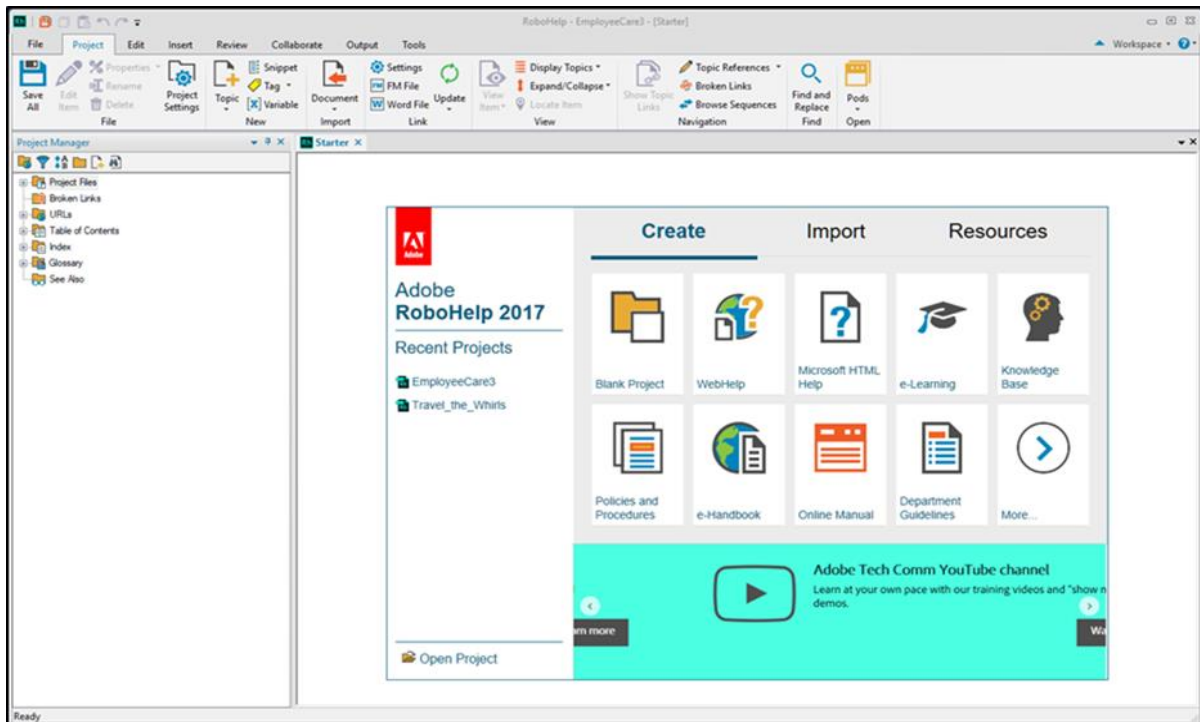 RoboHelp - EmployeeCare3 - [Starter]
File Project Edit Insert Review Collaborate Output Tools Workspace
Save All
Edit Item
Properties
Rename
Delete
File
Project Settings
Topic
Snippet
Tag
Variable
New
Document
Import
Settings
FM File
Word File
Update
Link
View Item
Display Topics
Expand/Collapse
Locate Item
View
Show Topic Links
Topic References
Broken Links
Browse Sequences
Navigation
Find and Replace
Find
Pods
Open
Project Manager
Project Files
Broken Links
URLs
Table of Contents
Index
Glossary
See Also
Starter
Adobe
Adobe
RoboHelp 2017
Recent Projects
EmployeeCare3
Travel_the_Whirls
Open Project
Create Import Resources
Blank Project
WebHelp
Microsoft HTML
Help
e-Learning
Knowledge
Base
Policies and
Procedures
e-Handbook
Online Manual
Department
Guidelines
More...
Adobe Tech Comm YouTube channel
Learn at your own pace with our training videos and "show
demos.
more
Ready